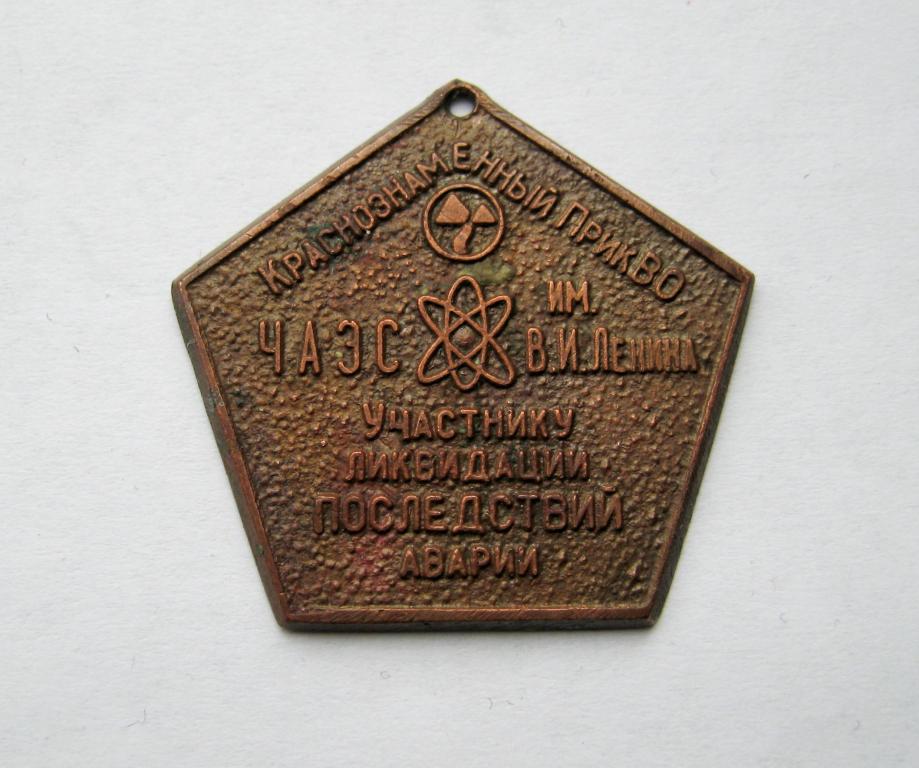 КРАСНОЗНАМЕННЫЙ ПРИКВО
ЧАЭС ИМ.
В.И. ЛЕНИНА
УЧАСТНИКУ
ЛИКВИДАЦИИ
ПОСЛЕДСТВИЙ
АВАРИИ